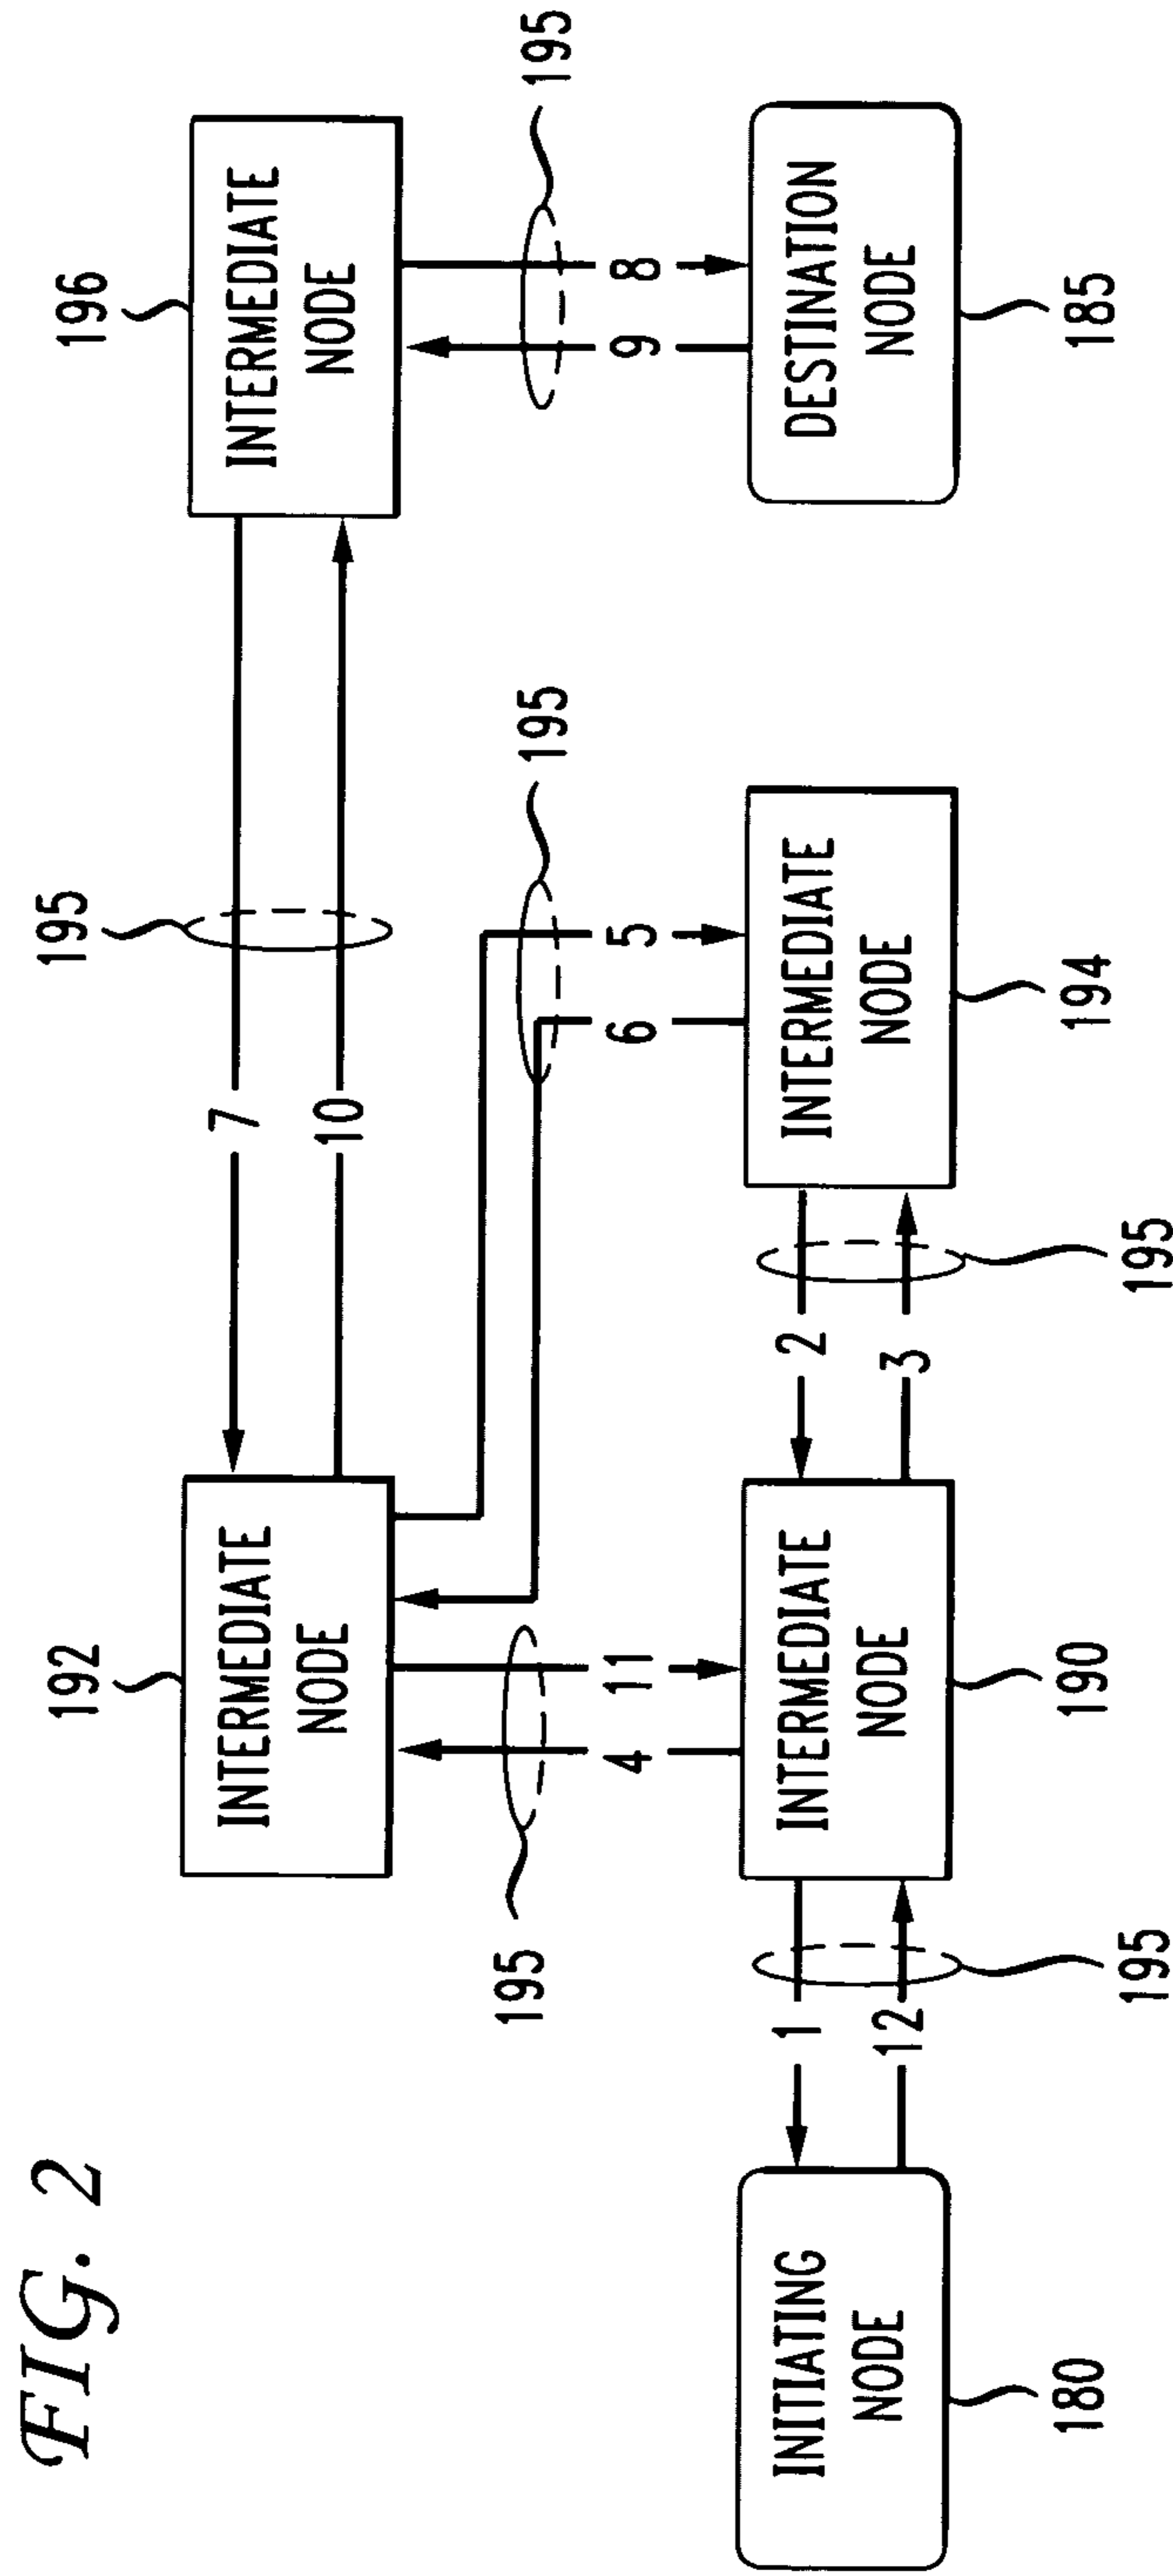 FIG. 2
192
INTERMEDIATE
NODE
195
7
10
196
INTERMEDIATE
NODE
195
4
11
195
6
5
195
9
8
195
INITIATING
NODE
180
1
12
195
INTERMEDIATE
NODE
190
2
3
195
INTERMEDIATE
NODE
194
DESTINATION
NODE
185